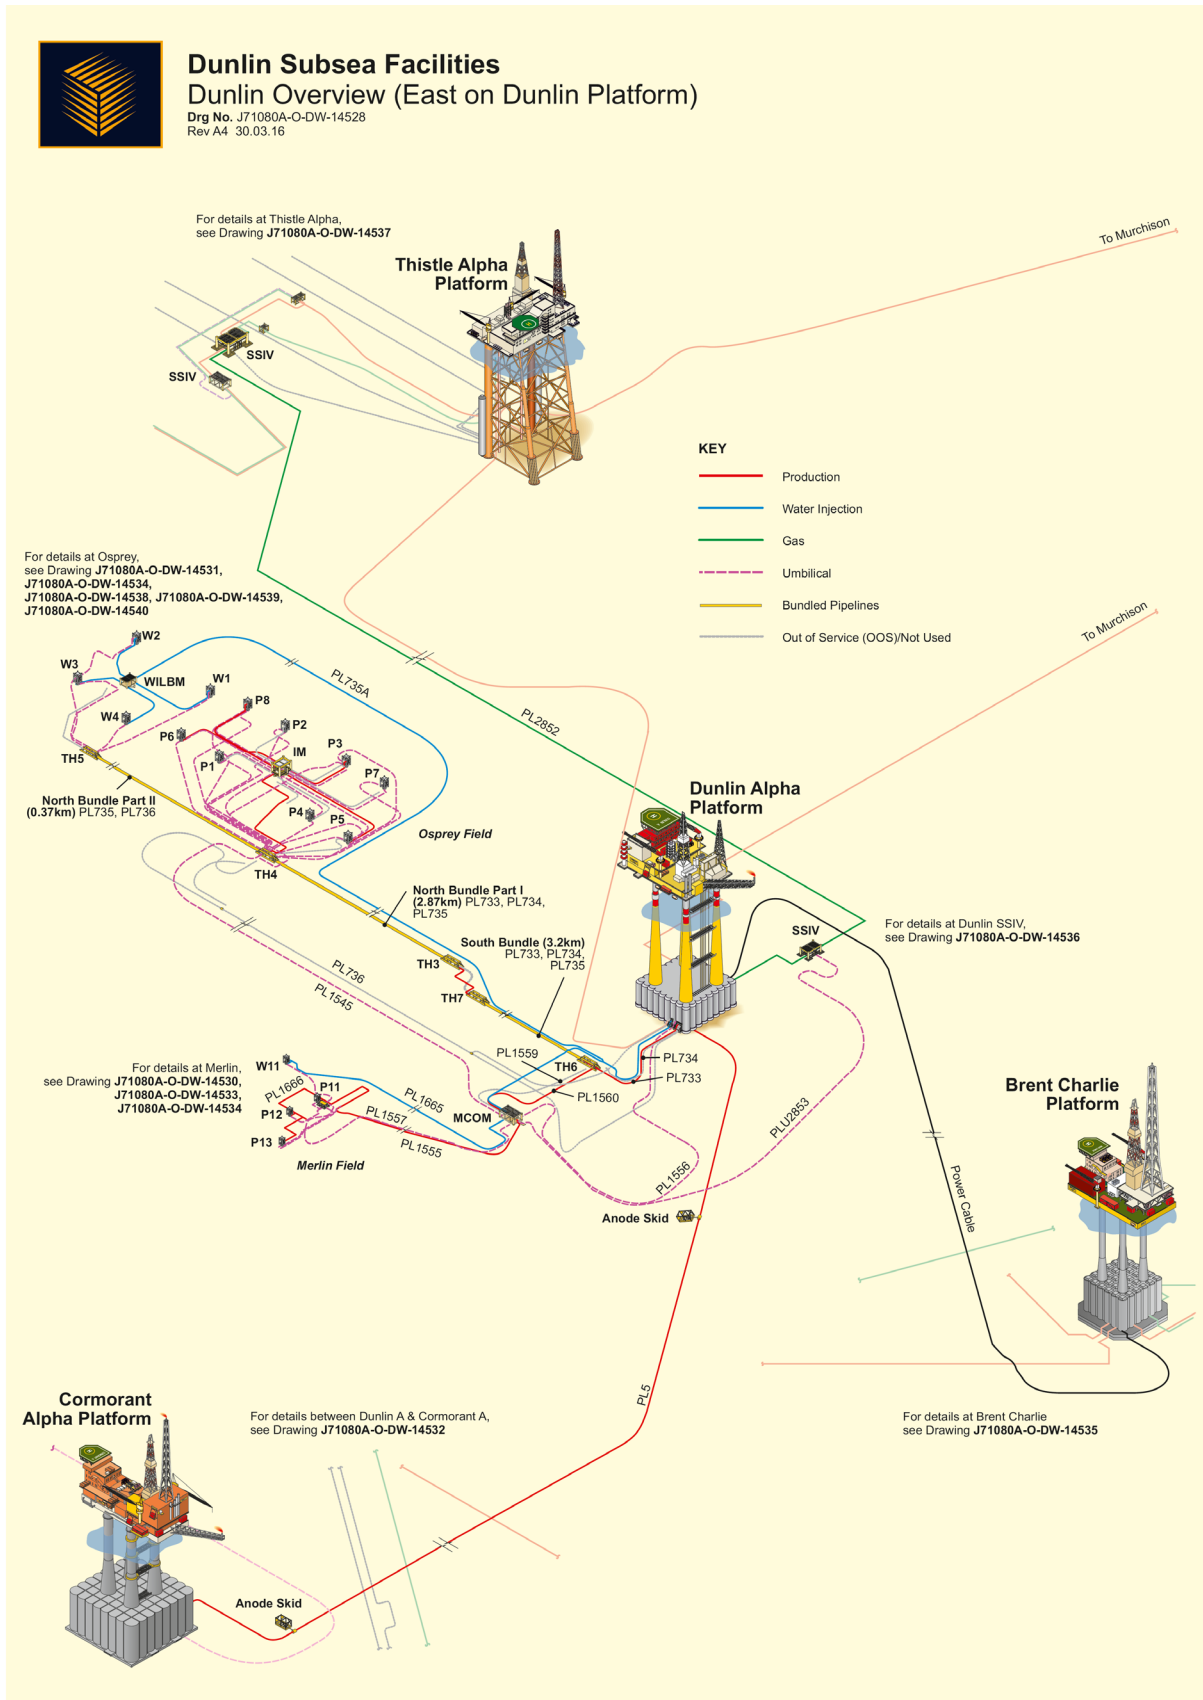 Dunlin Subsea Facilities
Dunlin Overview (East on Dunlin Platform)
Drg No. J71080A-O-DW-14528
Rev A4 30.03.16
For details at Thistle Alpha,
see Drawing J71080A-O-DW-14537
Thistle Alpha
Platform
To Murchison
SSIV
SSIV
KEY
Production
Water Injection
Gas
Umbilical
Bundled Pipelines
Out of Service (OOS)/Not Used
For details at Osprey,
see Drawing J71080A-O-DW-14531,
J71080A-O-DW-14534,
J71080A-O-DW-14538, J71080A-O-DW-14539,
J71080A-O-DW-14540
To Murchison
W2
W3
WILBM
W1
W4
P8
P2
P6
P3
IM
P1
P7
TH5
P4
P5
PL735A
PL2852
North Bundle Part II
(0.37km) PL735, PL736
Osprey Field
TH4
Dunlin Alpha
Platform
North Bundle Part I
(2.87km) PL733, PL734,
PL735
South Bundle (3.2km)
PL733, PL734,
PL735
SSIV
For details at Dunlin SSIV,
see Drawing J71080A-O-DW-14536
TH3
TH7
PL736
PL1545
PL1559
TH6
PL734
PL733
PL1560
For details at Merlin,
see Drawing J71080A-O-DW-14530,
J71080A-O-DW-14533,
J71080A-O-DW-14534
W11
PL1666
P11
P12
P13
PL1665
PL1557
PL1555
MCOM
Merlin Field
PL1556
PLU2853
Anode Skid
Brent Charlie
Platform
Power Cable
PL5
For details at Brent Charlie
see Drawing J71080A-O-DW-14535
Cormorant
Alpha Platform
For details between Dunlin A & Cormorant A,
see Drawing J71080A-O-DW-14532
Anode Skid